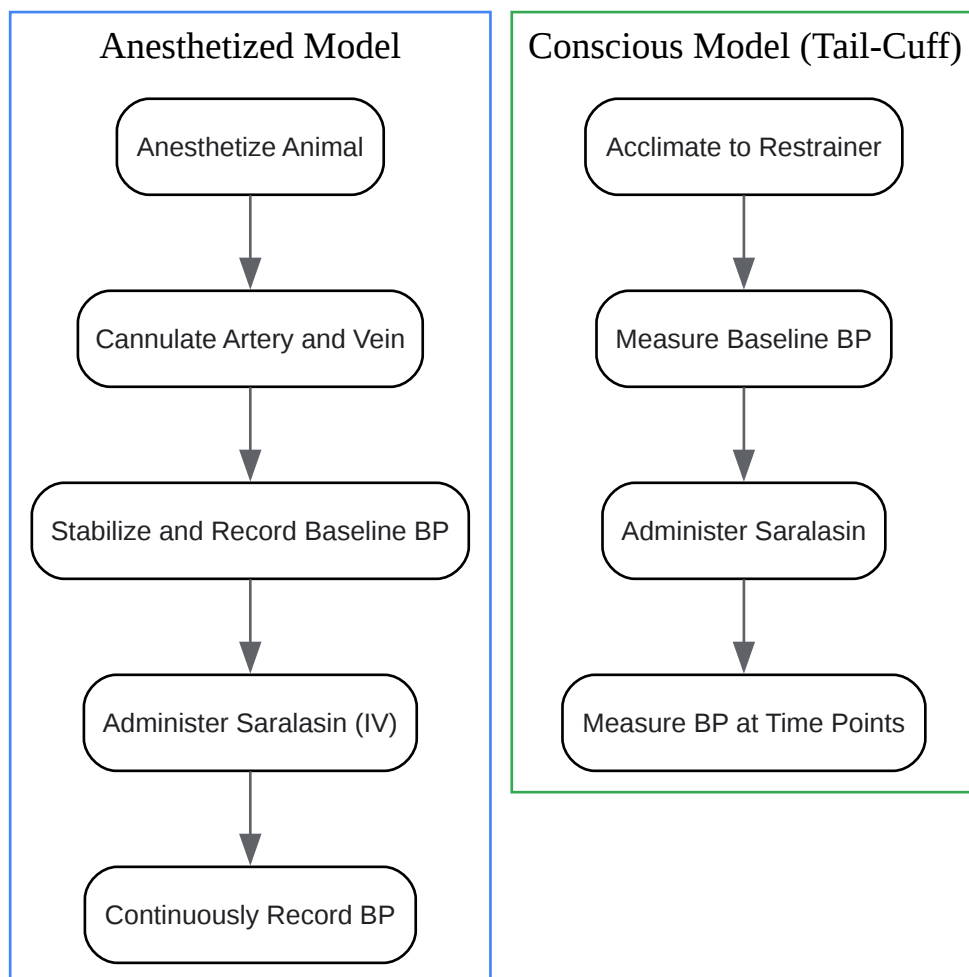 Anesthetized Model
Anesthetize Animal
Cannulate Artery and Vein
Stabilize and Record Baseline BP
Administer Saralasin (IV)
Continuously Record BP
Conscious Model (Tail-Cuff)
Acclimate to Restrainer
Measure Baseline BP
Administer Saralasin
Measure BP at Time Points